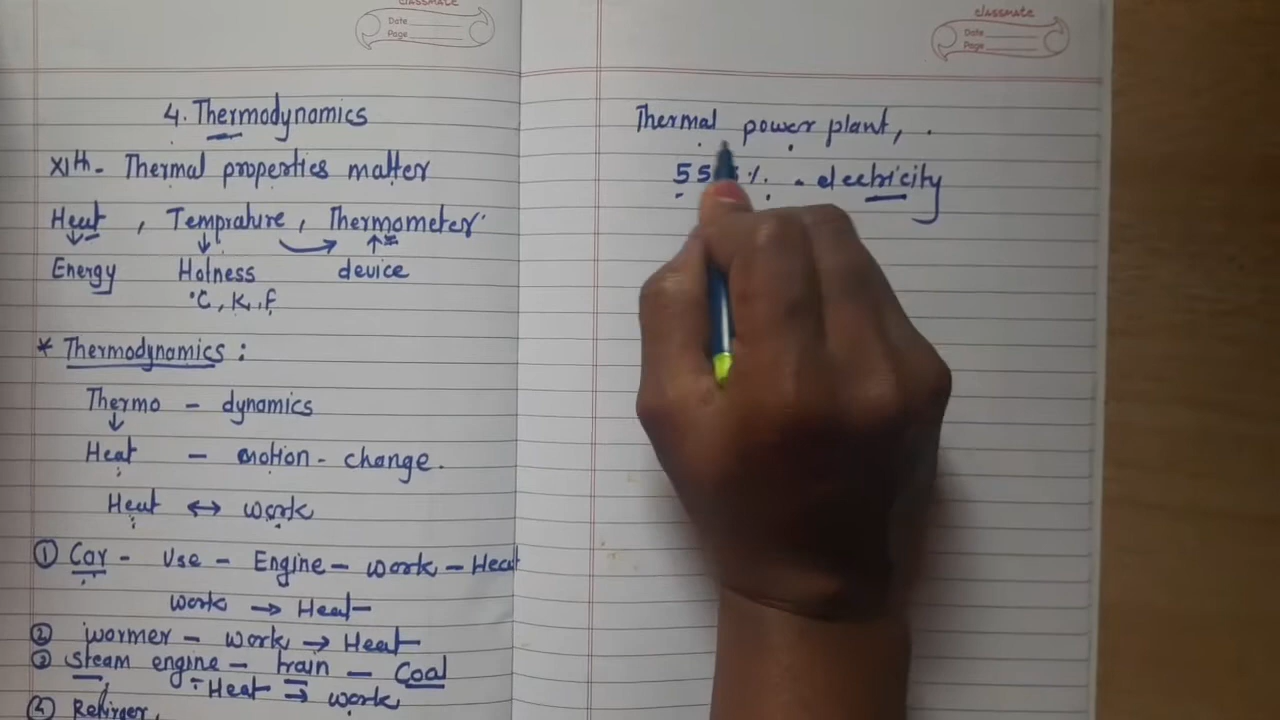 classmate
Date
Page
4. Thermodynamics
XIth - Thermal properties matter
Heat , Temprature , Thermometer
Energy Hotness device
°C, K, F
* Thermodynamics :
Thermo - dynamics
Heat - motion - change.
Heat ↔ work
① Car - Use - Engine - work - Heat
work → Heat
② wormer - work → Heat
③ steam engine - train - Coal
- Heat → work
④ Refirger,
classmate
Date
Page
Thermal power plant, .
% - electricity